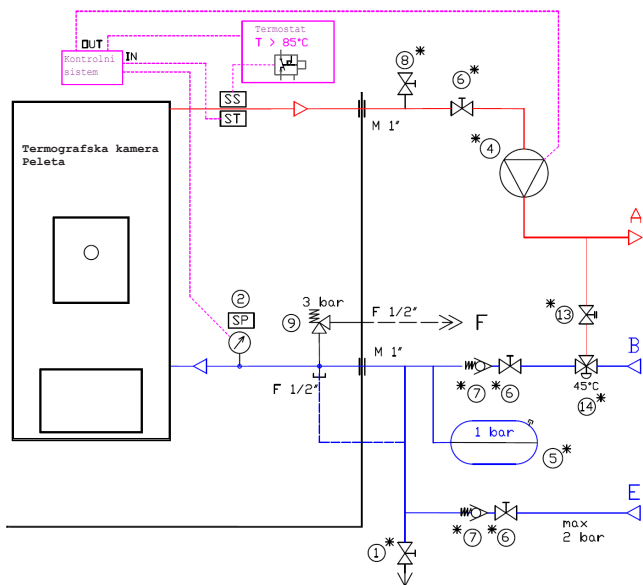 OUT
Kontrolni
sistem
IN
Termostat
T > 85°C
SS
ST
8*
6*
M 1"
*4
Termografska kamera
Peleta
A
2
SP
3 bar
9
F 1/2"
F
*13
M 1"
F 1/2"
B
*7
*6
45°C
14*
1 bar
5*
E
*7
*6
max
2 bar
1*